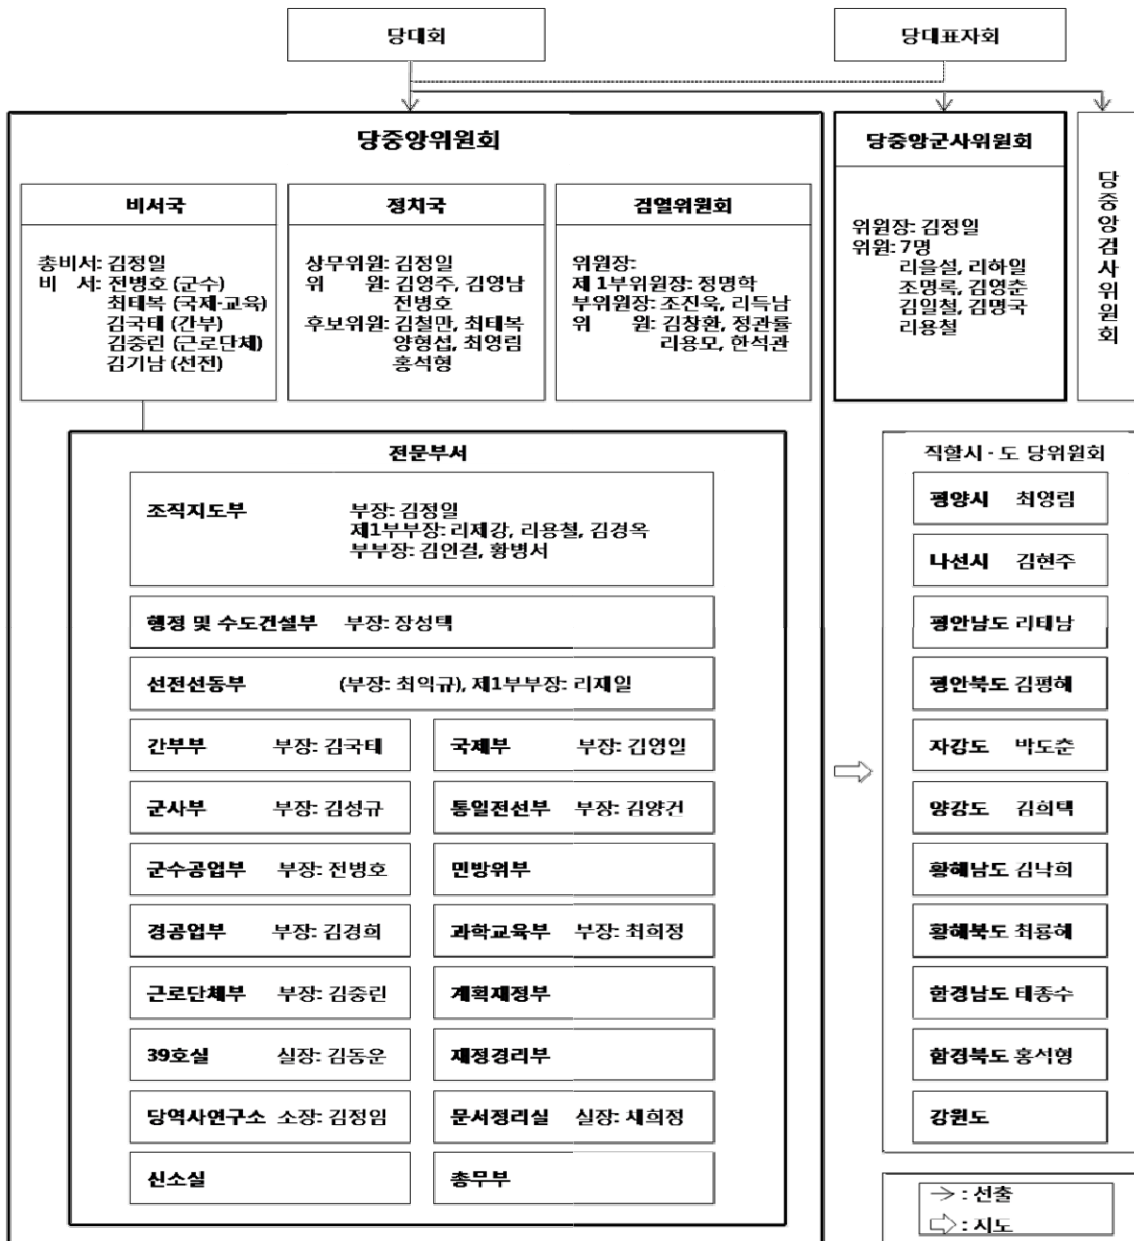 당대회
당대표자회
당중앙위원회
비서국
총비서: 김정일
비 서: 전병호 (군수)
최태복 (국제·교육)
김국태 (간부)
김중린 (근로단체)
김기남 (선전)
정치국
상무위원: 김정일
위 원: 김영주, 김영남
전병호
후보위원: 김철만, 최태복
양형섭, 최영림
홍석형
검열위원회
위원장:
제 1부위원장: 정명학
부위원장: 조진욱, 리득남
위 원: 김창환, 정관률
리용모, 한석관
당중앙군사위원회
위원장: 김정일
위원: 7명
리을설, 리하일
조명록, 김영춘
김일철, 김명국
리용철
당중앙검사위원회
전문부서
조직지도부 부장: 김정일
제1부부장: 리제강, 리용철, 김경옥
부부장: 김인걸, 황병서
행정 및 수도건설부 부장: 장성택
선전선동부 (부장: 최익규), 제1부부장: 리재일
간부부 부장: 김국태
국제부 부장: 김영일
군사부 부장: 김성규
통일전선부 부장: 김양건
군수공업부 부장: 전병호
민방위부
경공업부 부장: 김경희
과학교육부 부장: 최희정
근로단체부 부장: 김중린
계획재정부
39호실 실장: 김동운
재정경리부
당역사연구소 소장: 김정임
문서정리실 실장: 채희정
신소실
총무부
직할시 · 도 당위원회
평양시 최영림
나선시 김현주
평안남도 리태남
평안북도 김평해
자강도 박도춘
양강도 김희택
황해남도 김낙희
황해북도 최룡해
함경남도 태종수
함경북도 홍석형
강원도
→ : 선출
⇨ : 지도